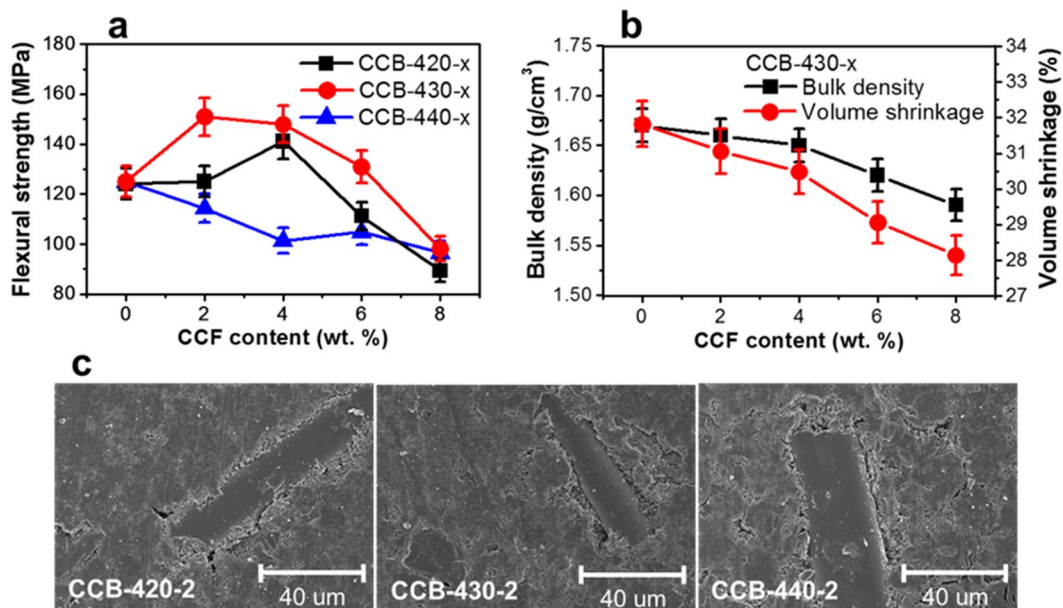 a
180
160
140
120
100
80
Flexural strength (MPa)
CCB-420-x
CCB-430-x
CCB-440-x
0 2 4 6 8
CCF content (wt. %)
b
1.75
1.70
1.65
1.60
1.55
1.50
Bulk density (g/cm³)
CCB-430-x
Bulk density
Volume shrinkage
34
33
32
31
30
29
28
27
Volume shrinkage (%)
0 2 4 6 8
CCF content (wt. %)
c
CCB-420-2
40 um
CCB-430-2
40 um
CCB-440-2
40 um